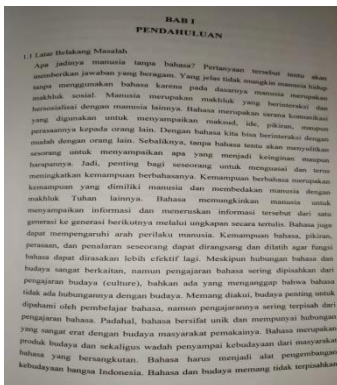 BAB I
PENDAHULUAN
1.1 Latar Belakang Masalah
Apa jadinya manusia tanpa bahasa? Pertanyaan tersebut tentu akan
memberikan jawaban yang beragam. Yang jelas tidak mungkin manusia hidup
tanpa menggunakan bahasa karena pada dasarnya manusia merupakan
makhluk sosial. Manusia merupakan makhluk yang berinteraksi dan
bersosialisasi dengan manusia lainnya. Bahasa merupakan sarana komunikasi
yang digunakan untuk menyampaikan maksud, ide, pikiran, maupun
perasaannya kepada orang lain. Dengan bahasa kita bisa berinteraksi dengan
mudah dengan orang lain. Sebaliknya, tanpa bahasa tentu akan menyulitkan
seseorang untuk menyampaikan apa yang menjadi keinginan maupun
harapannya. Jadi, penting bagi seseorang untuk menguasai dan terus
meningkatkan kemampuan berbahasanya. Kemampuan berbahasa merupakan
kemampuan yang dimiliki manusia dan membedakan manusia dengan
makhluk Tuhan lainnya. Bahasa memungkinkan manusia untuk
menyampaikan informasi dan meneruskan informasi tersebut dari satu
generasi ke generasi berikutnya melalui ungkapan secara tertulis. Bahasa juga
dapat mempengaruhi arah perilaku manusia. Kemampuan bahasa, pikiran,
perasaan, dan penalaran seseorang dapat dirangsang dan dilatih agar fungsi
bahasa dapat dirasakan lebih efektif lagi. Meskipun hubungan bahasa dan
budaya sangat berkaitan, namun pengajaran bahasa sering dipisahkan dari
pengajaran budaya (culture), bahkan ada yang menganggap bahwa bahasa
tidak ada hubungannya dengan budaya. Memang diakui, budaya penting untuk
dipahami oleh pembelajar bahasa, namun pengajarannya sering terpisah dari
pengajaran bahasa. Padahal, bahasa bersifat unik dan mempunyai hubungan
yang sangat erat dengan budaya masyarakat pemakainya. Bahasa merupakan
produk budaya dan sekaligus wadah penyampai kebudayaan dari masyarakat
bahasa yang bersangkutan. Bahasa harus menjadi alat pengembangan
kebudayaan bangsa Indonesia. Bahasa dan budaya memang tidak terpisahkan